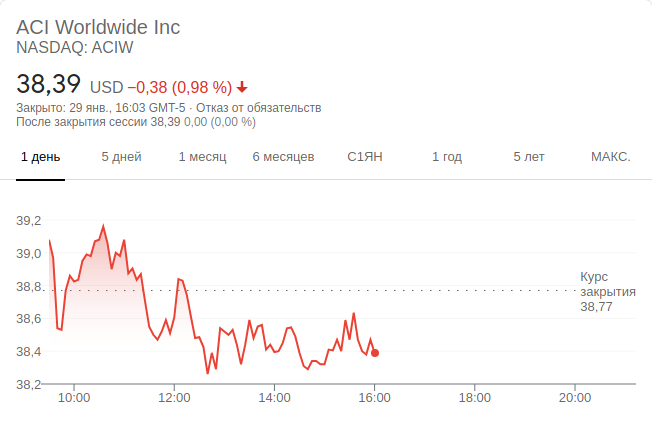 ACI Worldwide Inc
NASDAQ: ACIW
38,39 USD −0,38 (0,98 %)
Закрыто: 29 янв., 16:03 GMT-5 · Отказ от обязательств
После закрытия сессии 38,39 0,00 (0,00 %)
1 день 5 дней 1 месяц 6 месяцев С1ЯН 1 год 5 лет МАКС.
39,2
39,0
38,8
38,6
38,4
38,2
Курс
закрытия
38,77
10:00 12:00 14:00 16:00 18:00 20:00